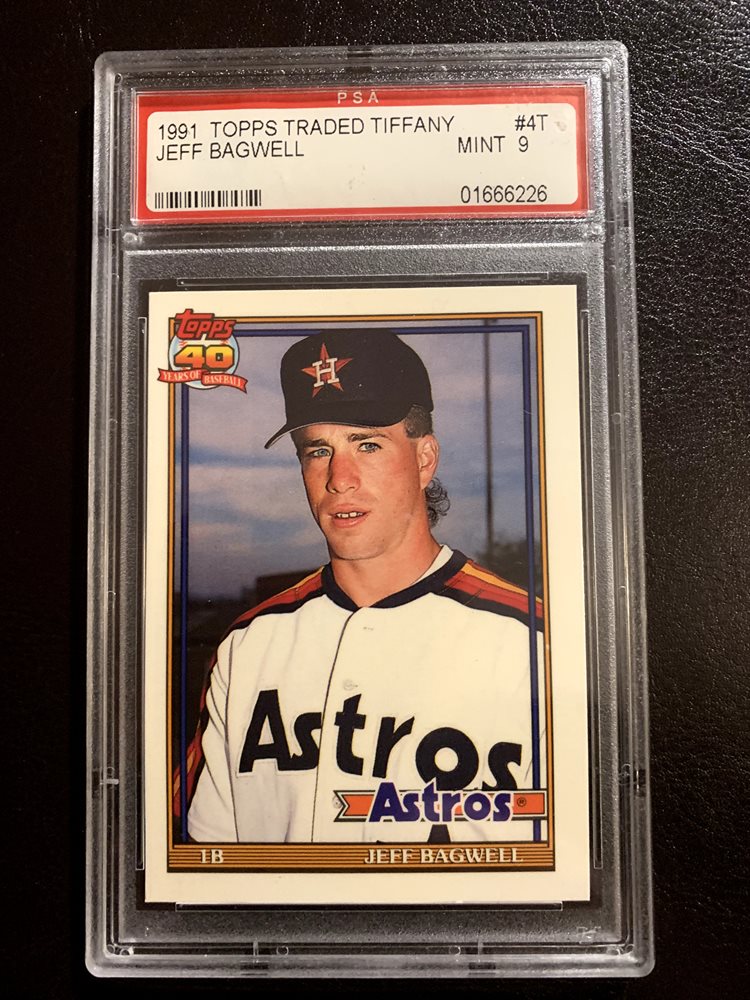 PSA
1991 TOPPS TRADED TIFFANY #4T
JEFF BAGWELL MINT 9
01666226
Topps
40
YEARS OF BASEBALL
H
Astros
Astros®
1B JEFF BAGWELL